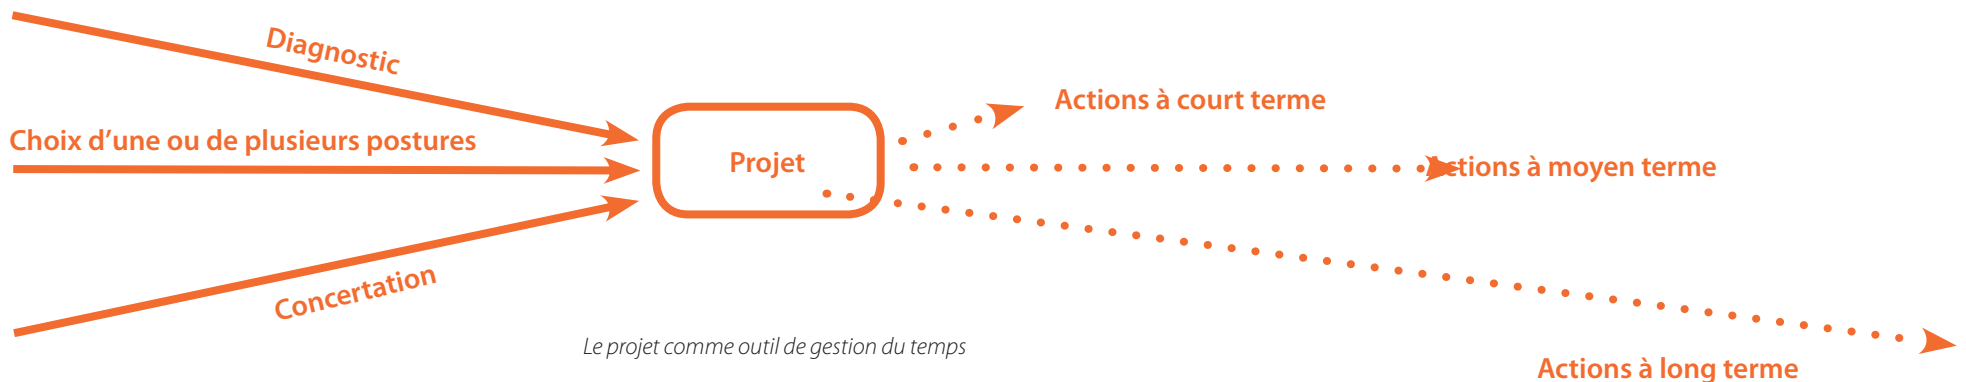 Diagnostic
Choix d’une ou de plusieurs postures
Concertation
Projet
Actions à court terme
Actions à moyen terme
Actions à long terme
Le projet comme outil de gestion du temps